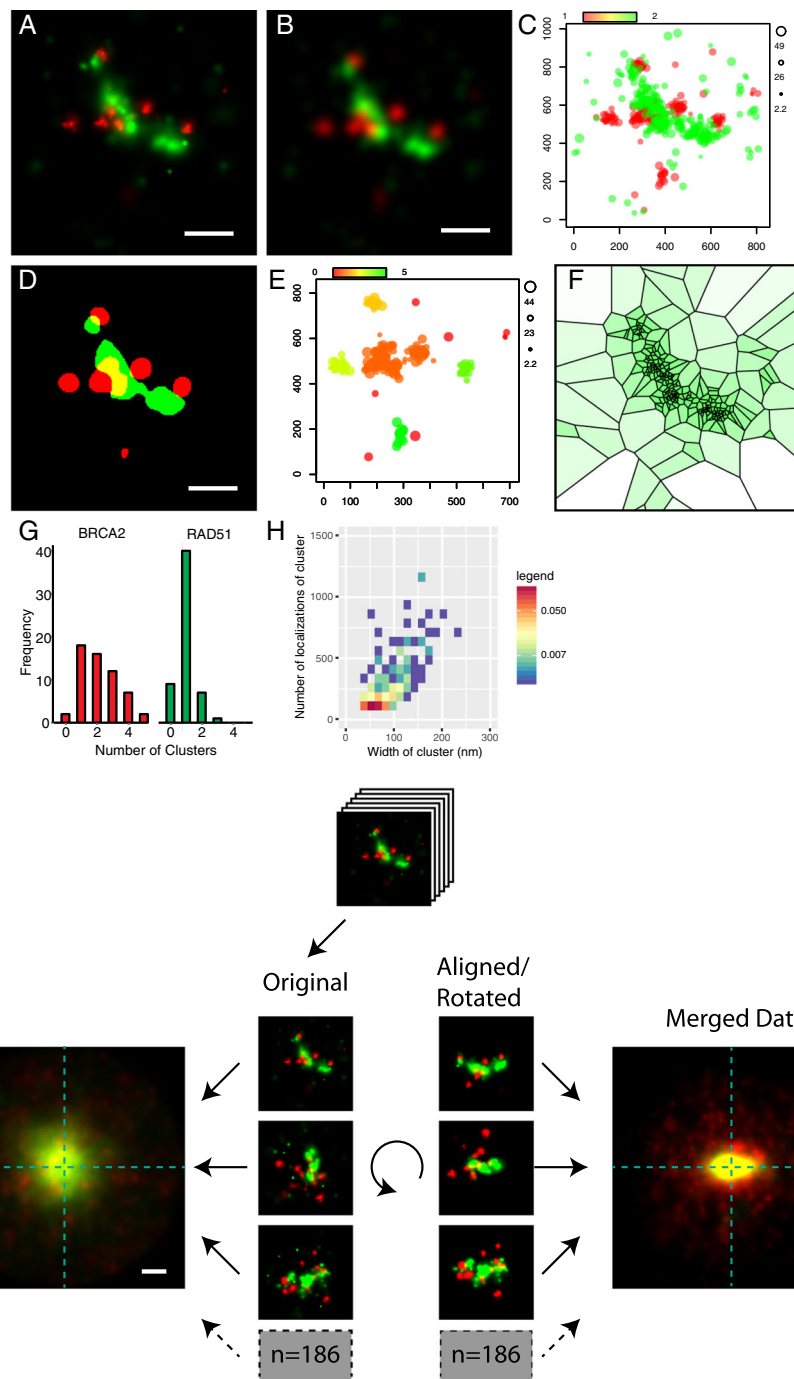 A
B
C
1
2
49
26
2.2
1000
800
600
400
200
0
0 200 400 600 800
D
E
0
5
44
23
2.2
800
600
400
200
0
0 100 300 500 700
F
G
BRCA2
RAD51
Frequency
40
30
20
10
0
0 2 4
0 2 4
Number of Clusters
H
Number of localizations of cluster
1500
1000
500
0
0 100 200 300
Width of cluster (nm)
legend
0.050
0.007
Original
Aligned/
Rotated
Merged Dat
n=186
n=186